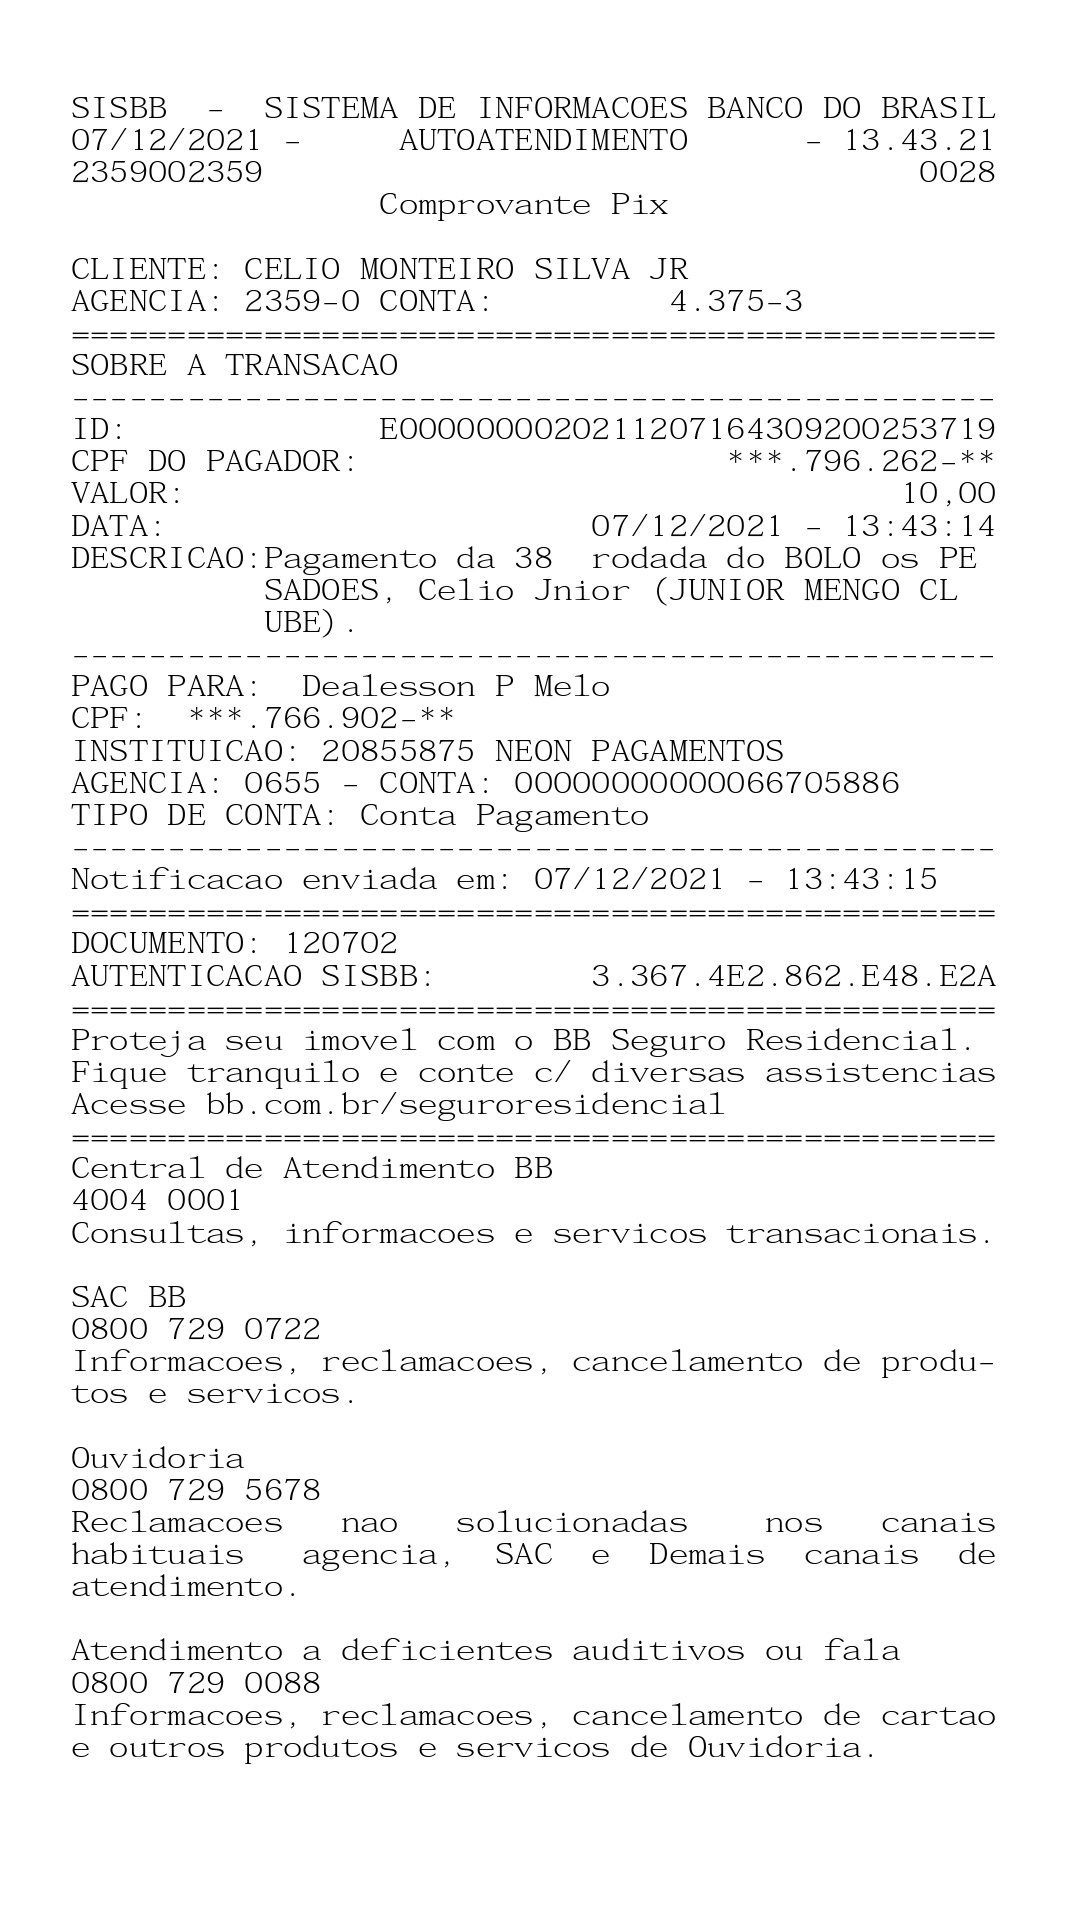 SISBB - SISTEMA DE INFORMACOES BANCO DO BRASIL
07/12/2021 - AUTOATENDIMENTO - 13.43.21
2359002359 0028
Comprovante Pix
CLIENTE: CELIO MONTEIRO SILVA JR
AGENCIA: 2359-0 CONTA: 4.375-3
================================================
SOBRE A TRANSACAO
------------------------------------------------
ID: E0000000020211207164309200253719
CPF DO PAGADOR: ***.796.262-**
VALOR: 10,00
DATA: 07/12/2021 - 13:43:14
DESCRICAO:Pagamento da 38 rodada do BOLO os PE
SADOES, Celio Jnior (JUNIOR MENGO CL
UBE).
------------------------------------------------
PAGO PARA: Dealesson P Melo
CPF: ***.766.902-**
INSTITUICAO: 20855875 NEON PAGAMENTOS
AGENCIA: 0655 - CONTA: 00000000000066705886
TIPO DE CONTA: Conta Pagamento
------------------------------------------------
Notificacao enviada em: 07/12/2021 - 13:43:15
================================================
DOCUMENTO: 120702
AUTENTICACAO SISBB: 3.367.4E2.862.E48.E2A
================================================
Proteja seu imovel com o BB Seguro Residencial.
Fique tranquilo e conte c/ diversas assistencias
Acesse bb.com.br/seguroresidencial
================================================
Central de Atendimento BB
4004 0001
Consultas, informacoes e servicos transacionais.
SAC BB
0800 729 0722
Informacoes, reclamacoes, cancelamento de produ-
tos e servicos.
Ouvidoria
0800 729 5678
Reclamacoes nao solucionadas nos canais
habituais agencia, SAC e Demais canais de
atendimento.
Atendimento a deficientes auditivos ou fala
0800 729 0088
Informacoes, reclamacoes, cancelamento de cartao
e outros produtos e servicos de Ouvidoria.